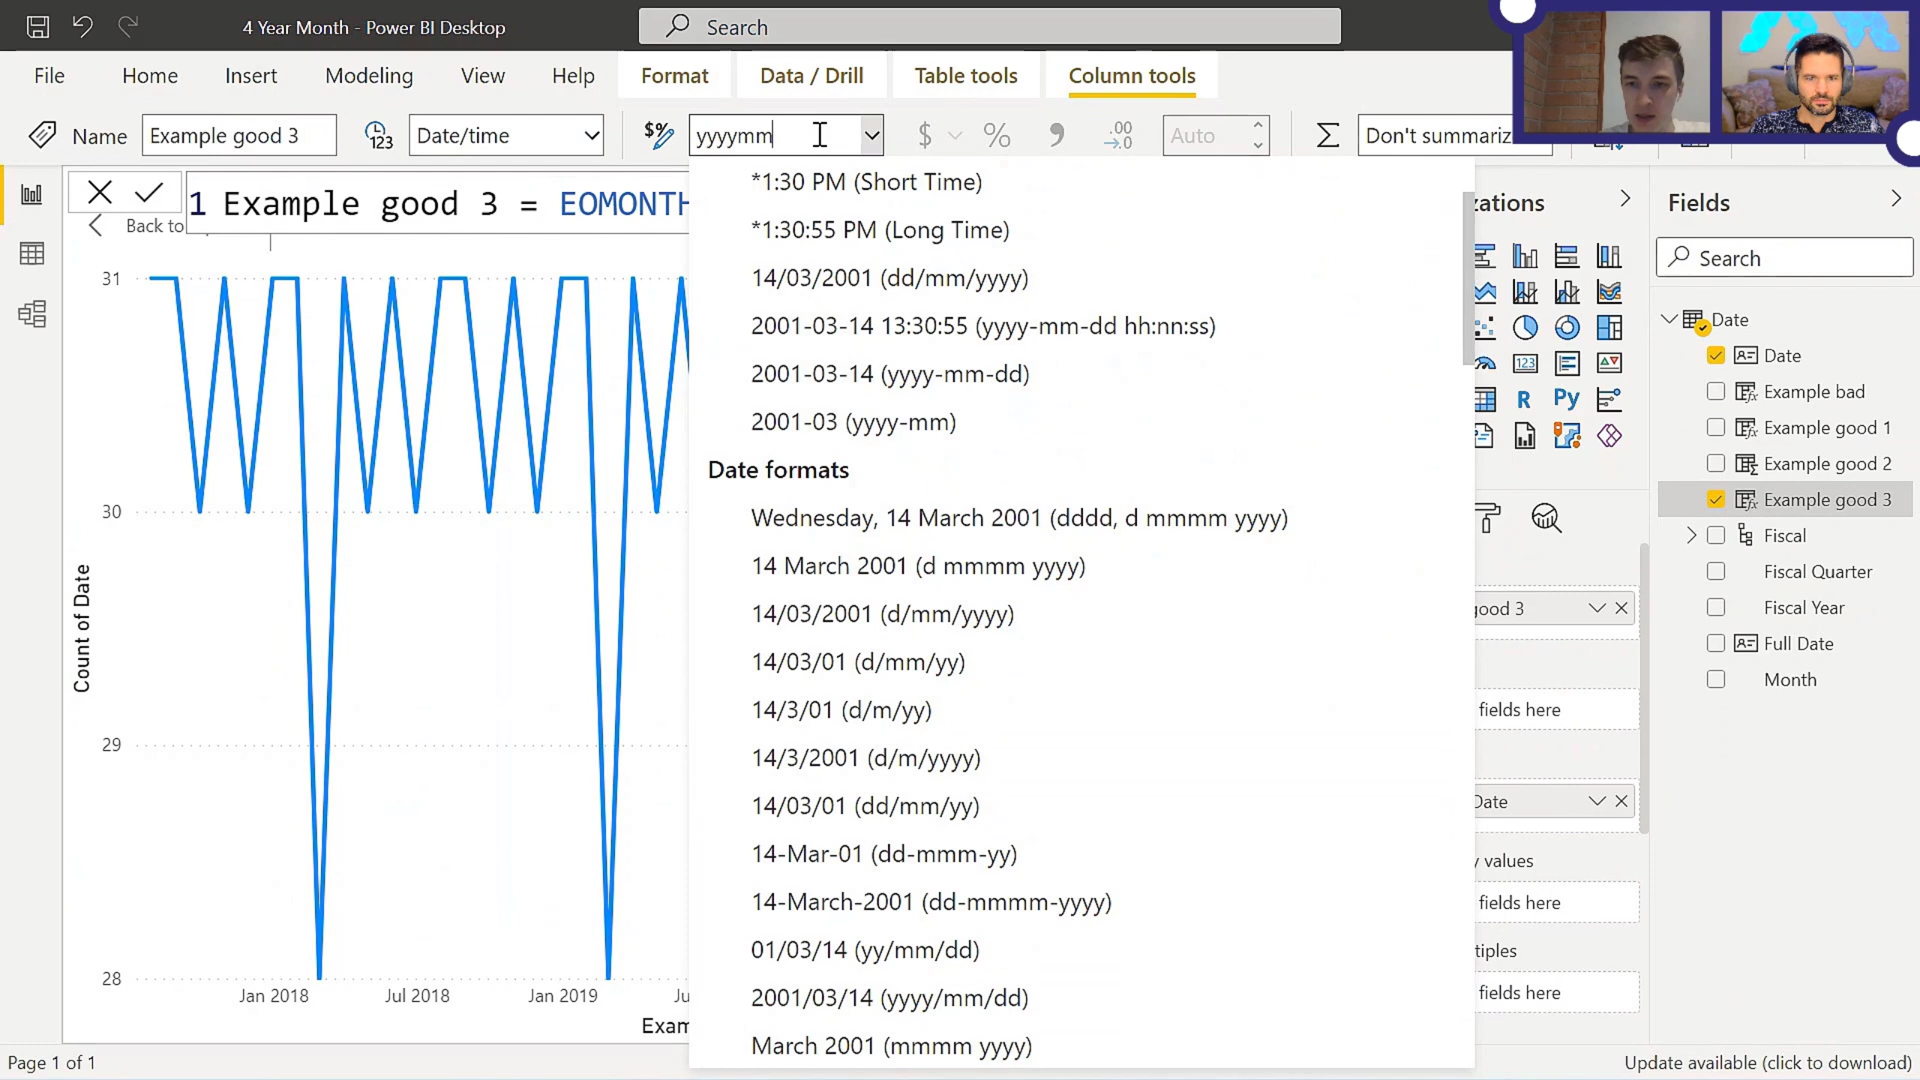 4 Year Month - Power BI Desktop
Search
File
Home
Insert
Modeling
View
Help
Format
Data / Drill
Table tools
Column tools
Name
Example good 3
Date/time
yyyymm
Auto
Don't summariz
1 Example good 3 = EOMONTH
Back to
*1:30 PM (Short Time)
*1:30:55 PM (Long Time)
14/03/2001 (dd/mm/yyyy)
2001-03-14 13:30:55 (yyyy-mm-dd hh:nn:ss)
2001-03-14 (yyyy-mm-dd)
2001-03 (yyyy-mm)
Date formats
Wednesday, 14 March 2001 (dddd, d mmmm yyyy)
14 March 2001 (d mmmm yyyy)
14/03/2001 (d/mm/yyyy)
14/03/01 (d/mm/yy)
14/3/01 (d/m/yy)
14/3/2001 (d/m/yyyy)
14/03/01 (dd/mm/yy)
14-Mar-01 (dd-mmm-yy)
14-March-2001 (dd-mmmm-yyyy)
01/03/14 (yy/mm/dd)
2001/03/14 (yyyy/mm/dd)
March 2001 (mmmm yyyy)
31
30
29
28
Count of Date
Jan 2018
Jul 2018
Jan 2019
Ju
Exam
zations
R
Py
123
good 3
fields here
Date
y values
fields here
tiples
fields here
Fields
Search
Date
Date
Example bad
Example good 1
Example good 2
Example good 3
Fiscal
Fiscal Quarter
Fiscal Year
Full Date
Month
Page 1 of 1
Update available (click to download)